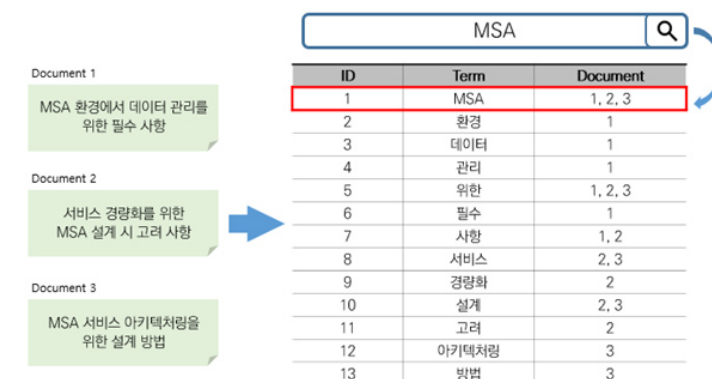 MSA
Document 1
MSA 환경에서 데이터 관리를
위한 필수 사항
Document 2
서비스 경량화를 위한
MSA 설계 시 고려 사항
Document 3
MSA 서비스 아키텍처링을
위한 설계 방법
ID Term Document
1 MSA 1, 2, 3
2 환경 1
3 데이터 1
4 관리 1
5 위한 1, 2, 3
6 필수 1
7 사항 1, 2
8 서비스 2, 3
9 경량화 2
10 설계 2, 3
11 고려 2
12 아키텍처링 3
13 방법 3